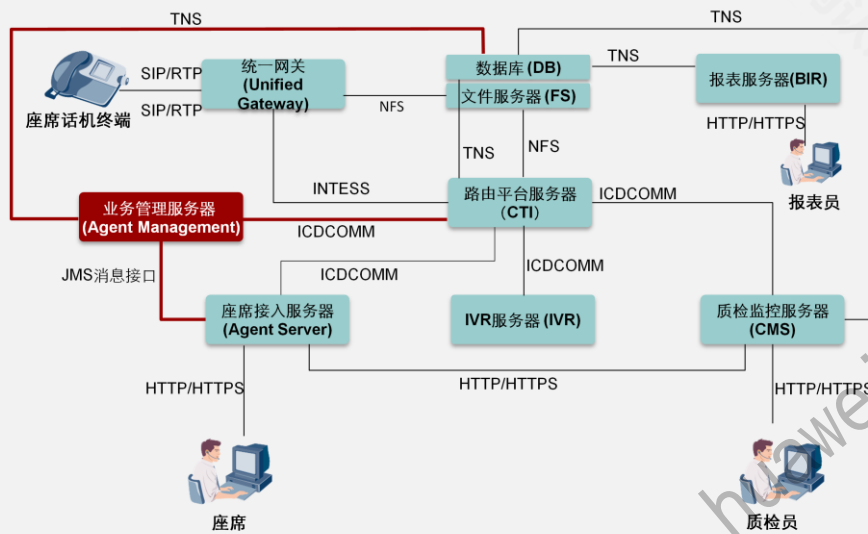 TNS
TNS
SIP/RTP
SIP/RTP
座席话机终端
统一网关
(Unified
Gateway)
NFS
数据库 (DB)
文件服务器 (FS)
TNS
报表服务器(BIR)
HTTP/HTTPS
报表员
TNS
NFS
INTESS
业务管理服务器
(Agent Management)
ICDCOMM
路由平台服务器
(CTI)
ICDCOMM
JMS消息接口
ICDCOMM
ICDCOMM
座席接入服务器
(Agent Server)
IVR服务器 (IVR)
质检监控服务器
(CMS)
HTTP/HTTPS
HTTP/HTTPS
HTTP/HTTPS
座席
质检员
huawei